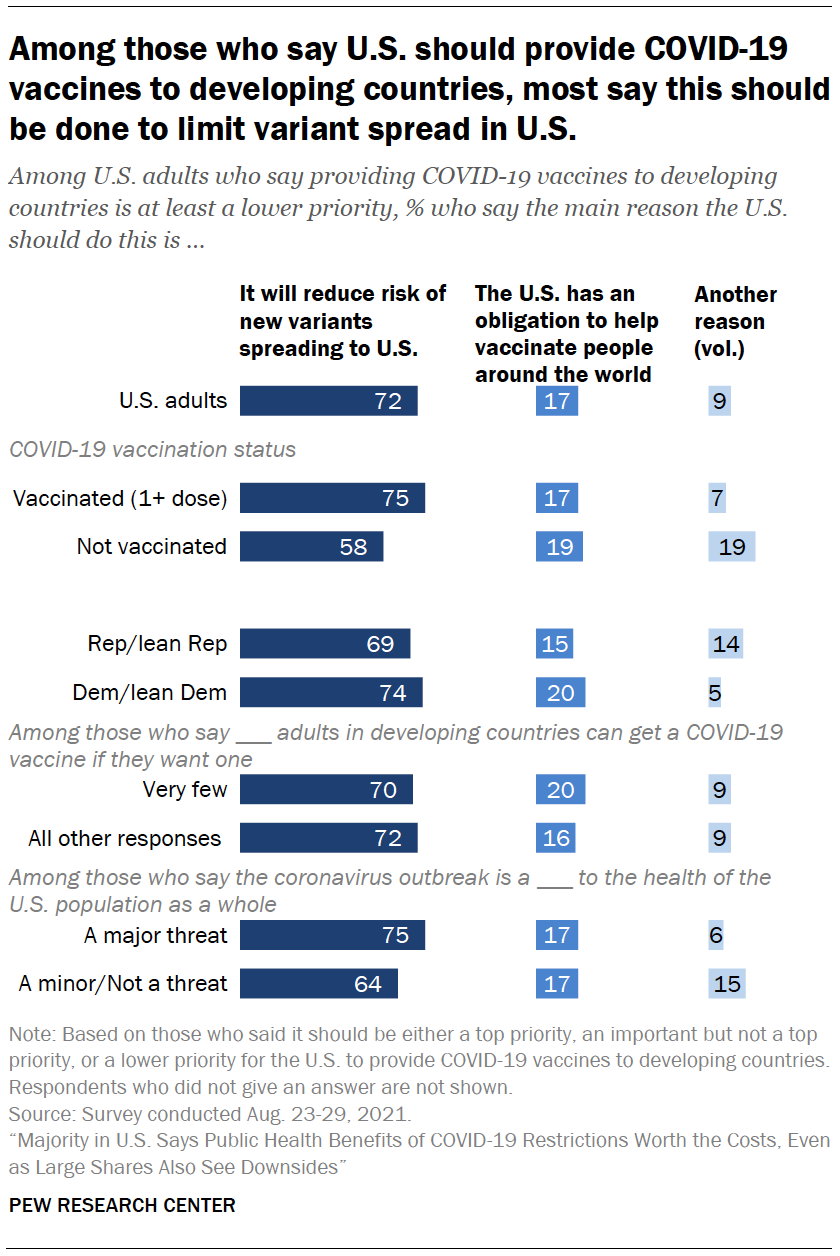 Among those who say U.S. should provide COVID-19
vaccines to developing countries, most say this should
be done to limit variant spread in U.S.
Among U.S. adults who say providing COVID-19 vaccines to developing
countries is at least a lower priority, % who say the main reason the U.S.
should do this is ...
It will reduce risk of
new variants
spreading to U.S.
The U.S. has an
obligation to help
vaccinate people
around the world
Another
reason
(vol.)
U.S. adults 72 17 9
COVID-19 vaccination status
Vaccinated (1+ dose) 75 17 7
Not vaccinated 58 19 19
Rep/lean Rep 69 15 14
Dem/lean Dem 74 20 5
Among those who say ___ adults in developing countries can get a COVID-19
vaccine if they want one
Very few 70 20 9
All other responses 72 16 9
Among those who say the coronavirus outbreak is a ___ to the health of the
U.S. population as a whole
A major threat 75 17 6
A minor/Not a threat 64 17 15
Note: Based on those who said it should be either a top priority, an important but not a top
priority, or a lower priority for the U.S. to provide COVID-19 vaccines to developing countries.
Respondents who did not give an answer are not shown.
Source: Survey conducted Aug. 23-29, 2021.
“Majority in U.S. Says Public Health Benefits of COVID-19 Restrictions Worth the Costs, Even
as Large Shares Also See Downsides”
PEW RESEARCH CENTER